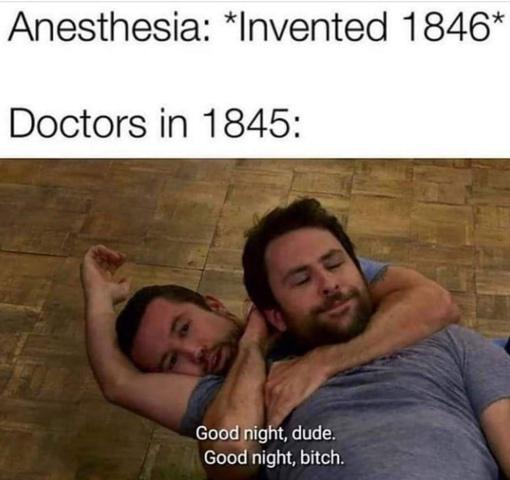 Anesthesia: *Invented 1846*
Doctors in 1845:
Good night, dude.
Good night, bitch.